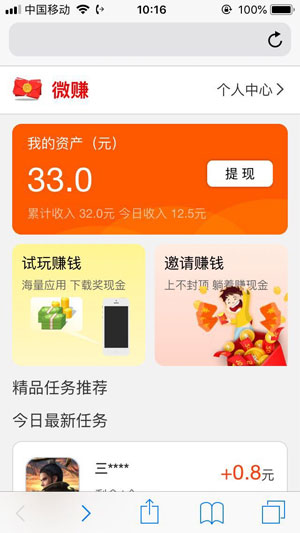 中国移动 10:16 100%
微赚 个人中心
我的资产（元）
33.0 提现
累计收入 32.0元 今日收入 12.5元
试玩赚钱 邀请赚钱
海量应用 下载奖现金 上不封顶 躺着赚现金
精品任务推荐
今日最新任务
三**** +0.8元